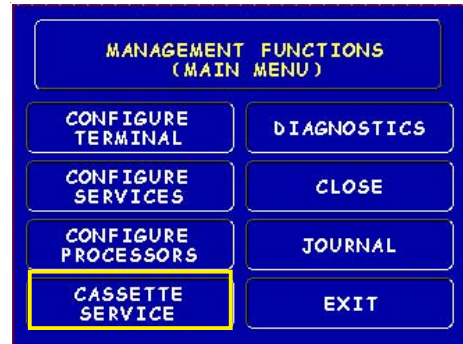 MANAGEMENT FUNCTIONS
(MAIN MENU)
CONFIGURE
TERMINAL
DIAGNOSTICS
CONFIGURE
SERVICES
CLOSE
CONFIGURE
PROCESSORS
JOURNAL
CASSETTE
SERVICE
EXIT